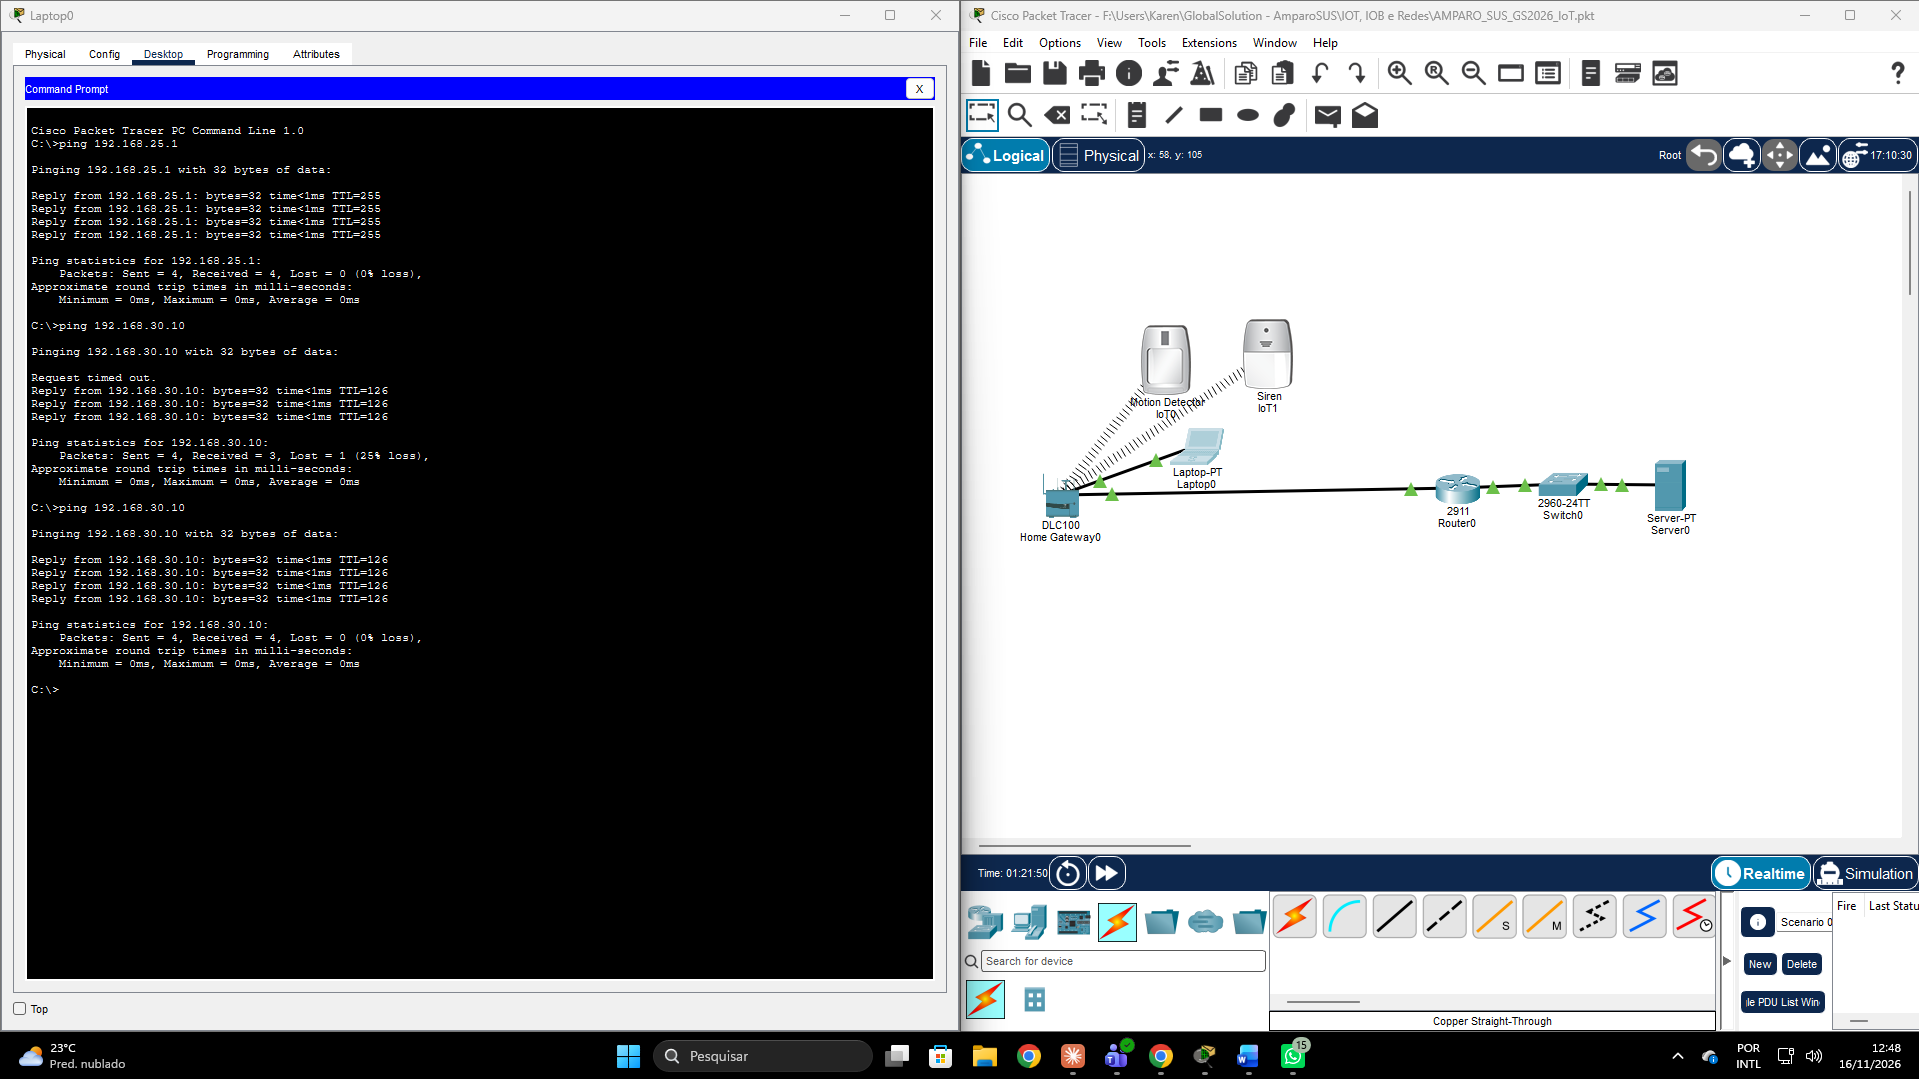 Laptop0
Physical
Config
Desktop
Programming
Attributes
Command Prompt
X
Cisco Packet Tracer PC Command Line 1.0
C:\>ping 192.168.25.1
Pinging 192.168.25.1 with 32 bytes of data:
Reply from 192.168.25.1: bytes=32 time<1ms TTL=255
Reply from 192.168.25.1: bytes=32 time<1ms TTL=255
Reply from 192.168.25.1: bytes=32 time<1ms TTL=255
Reply from 192.168.25.1: bytes=32 time<1ms TTL=255
Ping statistics for 192.168.25.1:
Packets: Sent = 4, Received = 4, Lost = 0 (0% loss),
Approximate round trip times in milli-seconds:
Minimum = 0ms, Maximum = 0ms, Average = 0ms
C:\>ping 192.168.30.10
Pinging 192.168.30.10 with 32 bytes of data:
Request timed out.
Reply from 192.168.30.10: bytes=32 time<1ms TTL=126
Reply from 192.168.30.10: bytes=32 time<1ms TTL=126
Reply from 192.168.30.10: bytes=32 time<1ms TTL=126
Ping statistics for 192.168.30.10:
Packets: Sent = 4, Received = 3, Lost = 1 (25% loss),
Approximate round trip times in milli-seconds:
Minimum = 0ms, Maximum = 0ms, Average = 0ms
C:\>ping 192.168.30.10
Pinging 192.168.30.10 with 32 bytes of data:
Reply from 192.168.30.10: bytes=32 time<1ms TTL=126
Reply from 192.168.30.10: bytes=32 time<1ms TTL=126
Reply from 192.168.30.10: bytes=32 time<1ms TTL=126
Reply from 192.168.30.10: bytes=32 time<1ms TTL=126
Ping statistics for 192.168.30.10:
Packets: Sent = 4, Received = 4, Lost = 0 (0% loss),
Approximate round trip times in milli-seconds:
Minimum = 0ms, Maximum = 0ms, Average = 0ms
C:\>
Top
Cisco Packet Tracer - F:\Users\Karen\GlobalSolution - AmparoSUS\IOT, IOB e Redes\AMPARO_SUS_GS2026_IoT.pkt
File Edit Options View Tools Extensions Window Help
Logical
Physical
x: 58, y: 105
Root
17:10:30
Motion Detector
IoT0
Siren
IoT1
Laptop-PT
Laptop0
DLC100
Home Gateway0
2911
Router0
2960-24TT
Switch0
Server-PT
Server0
Time: 01:21:50
Realtime
Simulation
S
M
Search for device
Copper Straight-Through
Scenario 0
New
Delete
le PDU List Win
Fire
Last Statu
23°C
Pred. nublado
Pesquisar
15
POR
INTL
12:48
16/11/2026